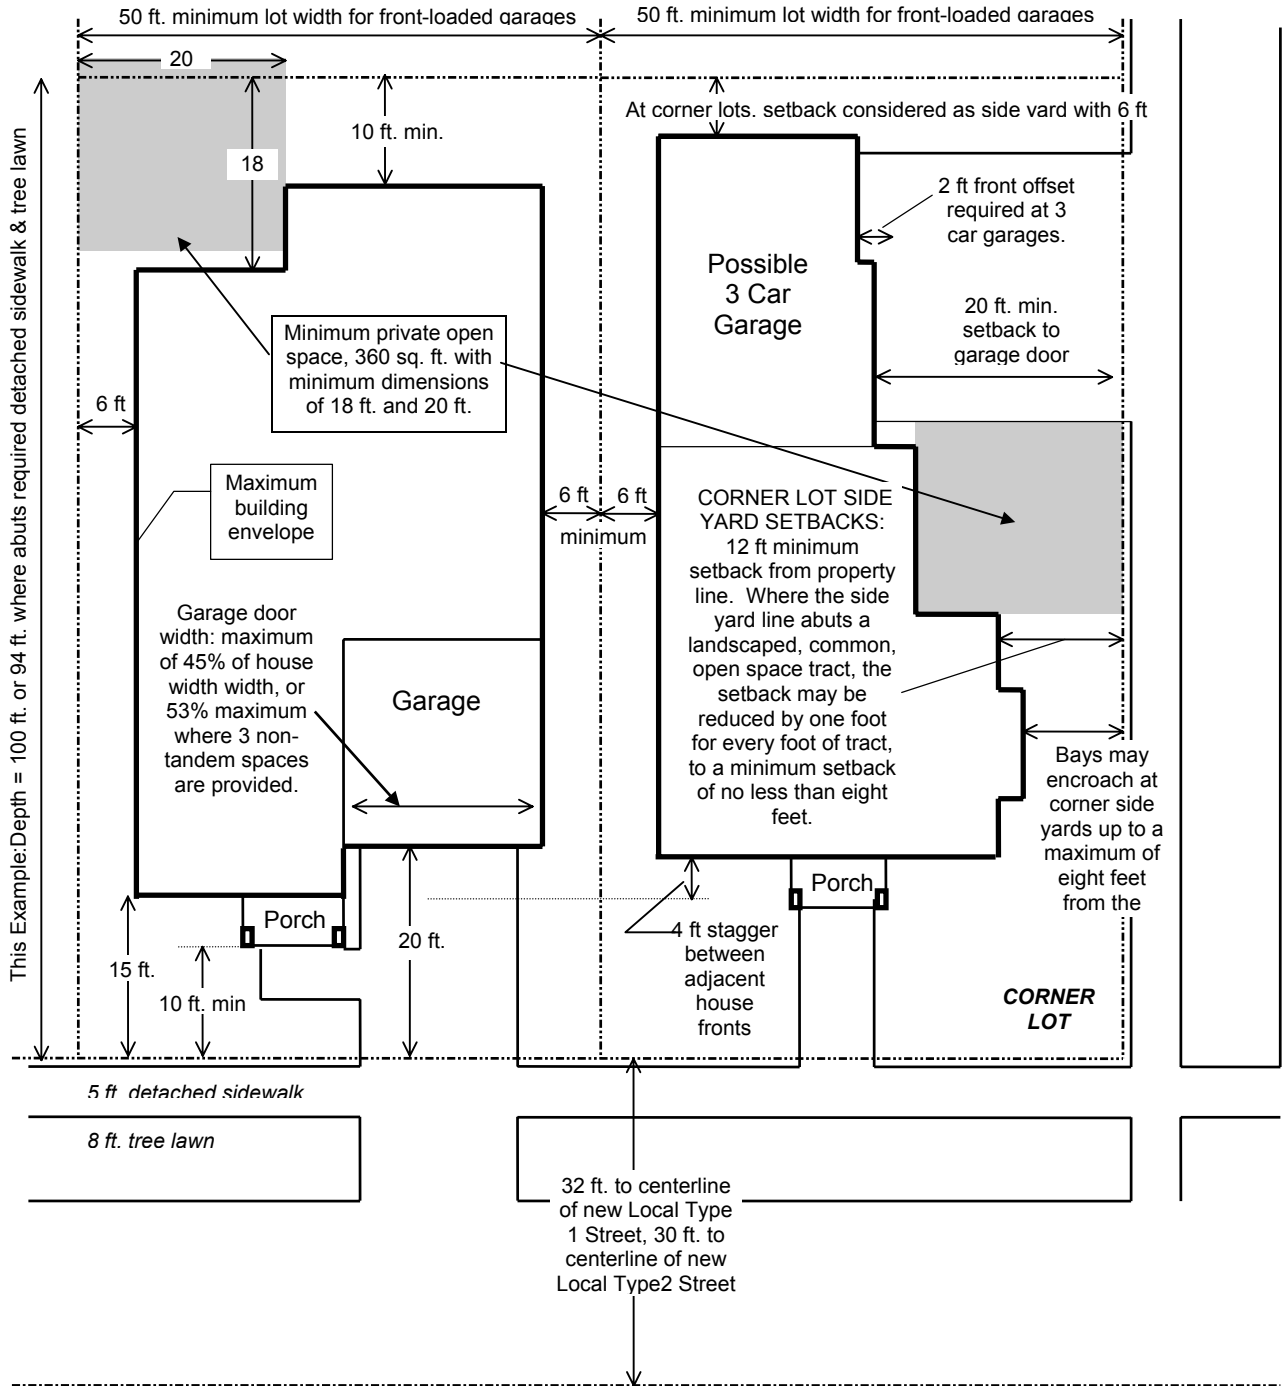 50 ft. minimum lot width for front-loaded garages
50 ft. minimum lot width for front-loaded garages
20
18
10 ft. min.
At corner lots. setback considered as side yard with 6 ft
2 ft front offset
required at 3
car garages.
Possible
3 Car
Garage
20 ft. min.
setback to
garage door
This Example:Depth = 100 ft. or 94 ft. where abuts required detached sidewalk & tree lawn
Minimum private open
space, 360 sq. ft. with
minimum dimensions
of 18 ft. and 20 ft.
6 ft
Maximum
building
envelope
6 ft
6 ft
minimum
CORNER LOT SIDE
YARD SETBACKS:
12 ft minimum
setback from property
line. Where the side
yard line abuts a
landscaped, common,
open space tract, the
setback may be
reduced by one foot
for every foot of tract,
to a minimum setback
of no less than eight
feet.
Garage door
width: maximum
of 45% of house
width width, or
53% maximum
where 3 non-
tandem spaces
are provided.
Garage
Bays may
encroach at
corner side
yards up to a
maximum of
eight feet
from the
Porch
Porch
15 ft.
10 ft. min
20 ft.
4 ft stagger
between
adjacent
house
fronts
CORNER
LOT
5 ft. detached sidewalk
8 ft. tree lawn
32 ft. to centerline
of new Local Type
1 Street, 30 ft. to
centerline of new
Local Type2 Street